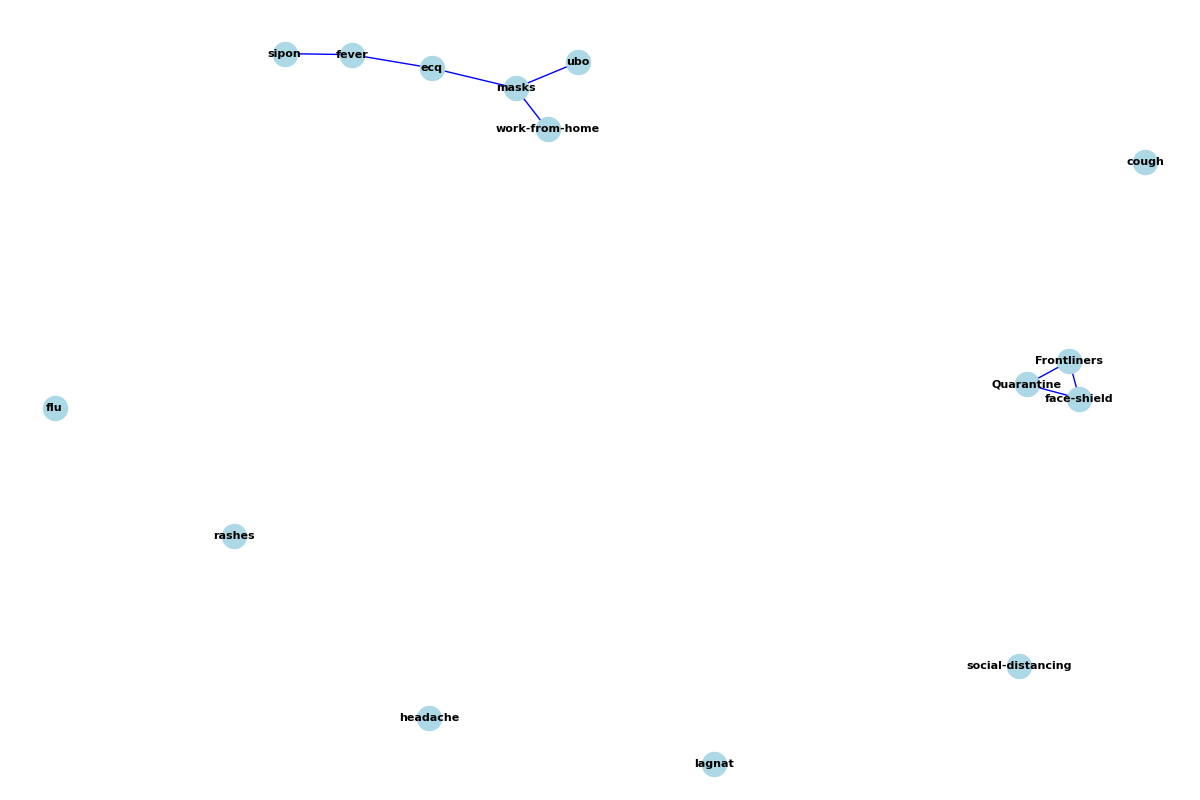 sipon
fever
ecq
ubo
masks
work-from-home
cough
Frontliners
Quarantine
face-shield
flu
rashes
social-distancing
headache
lagnat